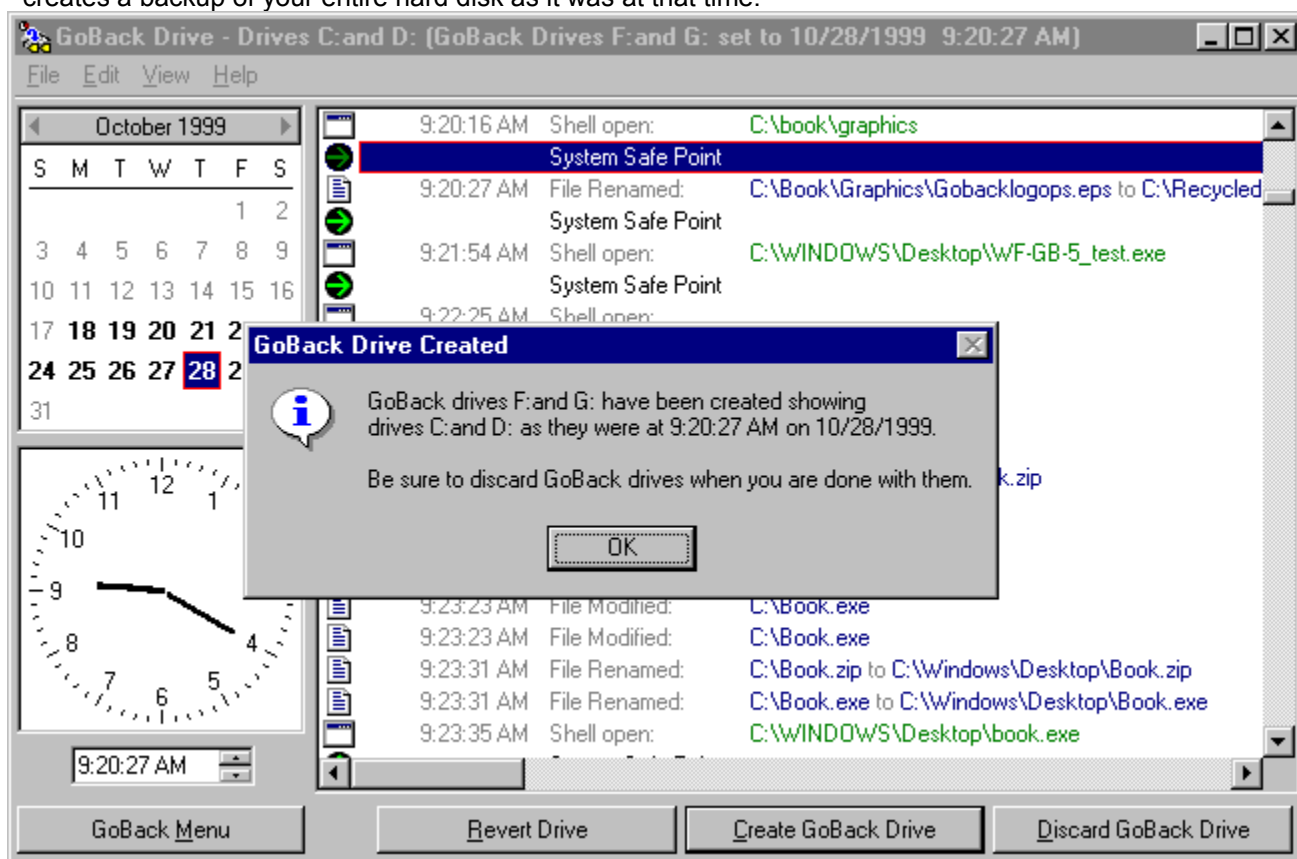 creates a backup of your entire hard disk as it was at that time.
GoBack Drive - Drives C:and D: (GoBack Drives F:and G: set to 10/28/1999 9:20:27 AM)
File Edit View Help
October 1999
S M T W T F S
1 2
3 4 5 6 7 8 9
10 11 12 13 14 15 16
17 18 19 20 21
24 25 26 27 28
31
12
11 1
10
9
8 4
7 5
6
9:20:27 AM
9:20:16 AM Shell open: C:\book\graphics
System Safe Point
9:20:27 AM File Renamed: C:\Book\Graphics\Gobacklogops.eps to C:\Recycled
System Safe Point
9:21:54 AM Shell open: C:\WINDOWS\Desktop\WF-GB-5_test.exe
System Safe Point
9:22:25 AM Shell open:
k.zip
9:23:23 AM File Modified: C:\Book.exe
9:23:23 AM File Modified: C:\Book.exe
9:23:31 AM File Renamed: C:\Book.zip to C:\Windows\Desktop\Book.zip
9:23:31 AM File Renamed: C:\Book.exe to C:\Windows\Desktop\Book.exe
9:23:35 AM Shell open: C:\WINDOWS\Desktop\book.exe
GoBack Drive Created
GoBack drives F:and G: have been created showing
drives C:and D: as they were at 9:20:27 AM on 10/28/1999.
Be sure to discard GoBack drives when you are done with them.
OK
GoBack Menu
Revert Drive
Create GoBack Drive
Discard GoBack Drive